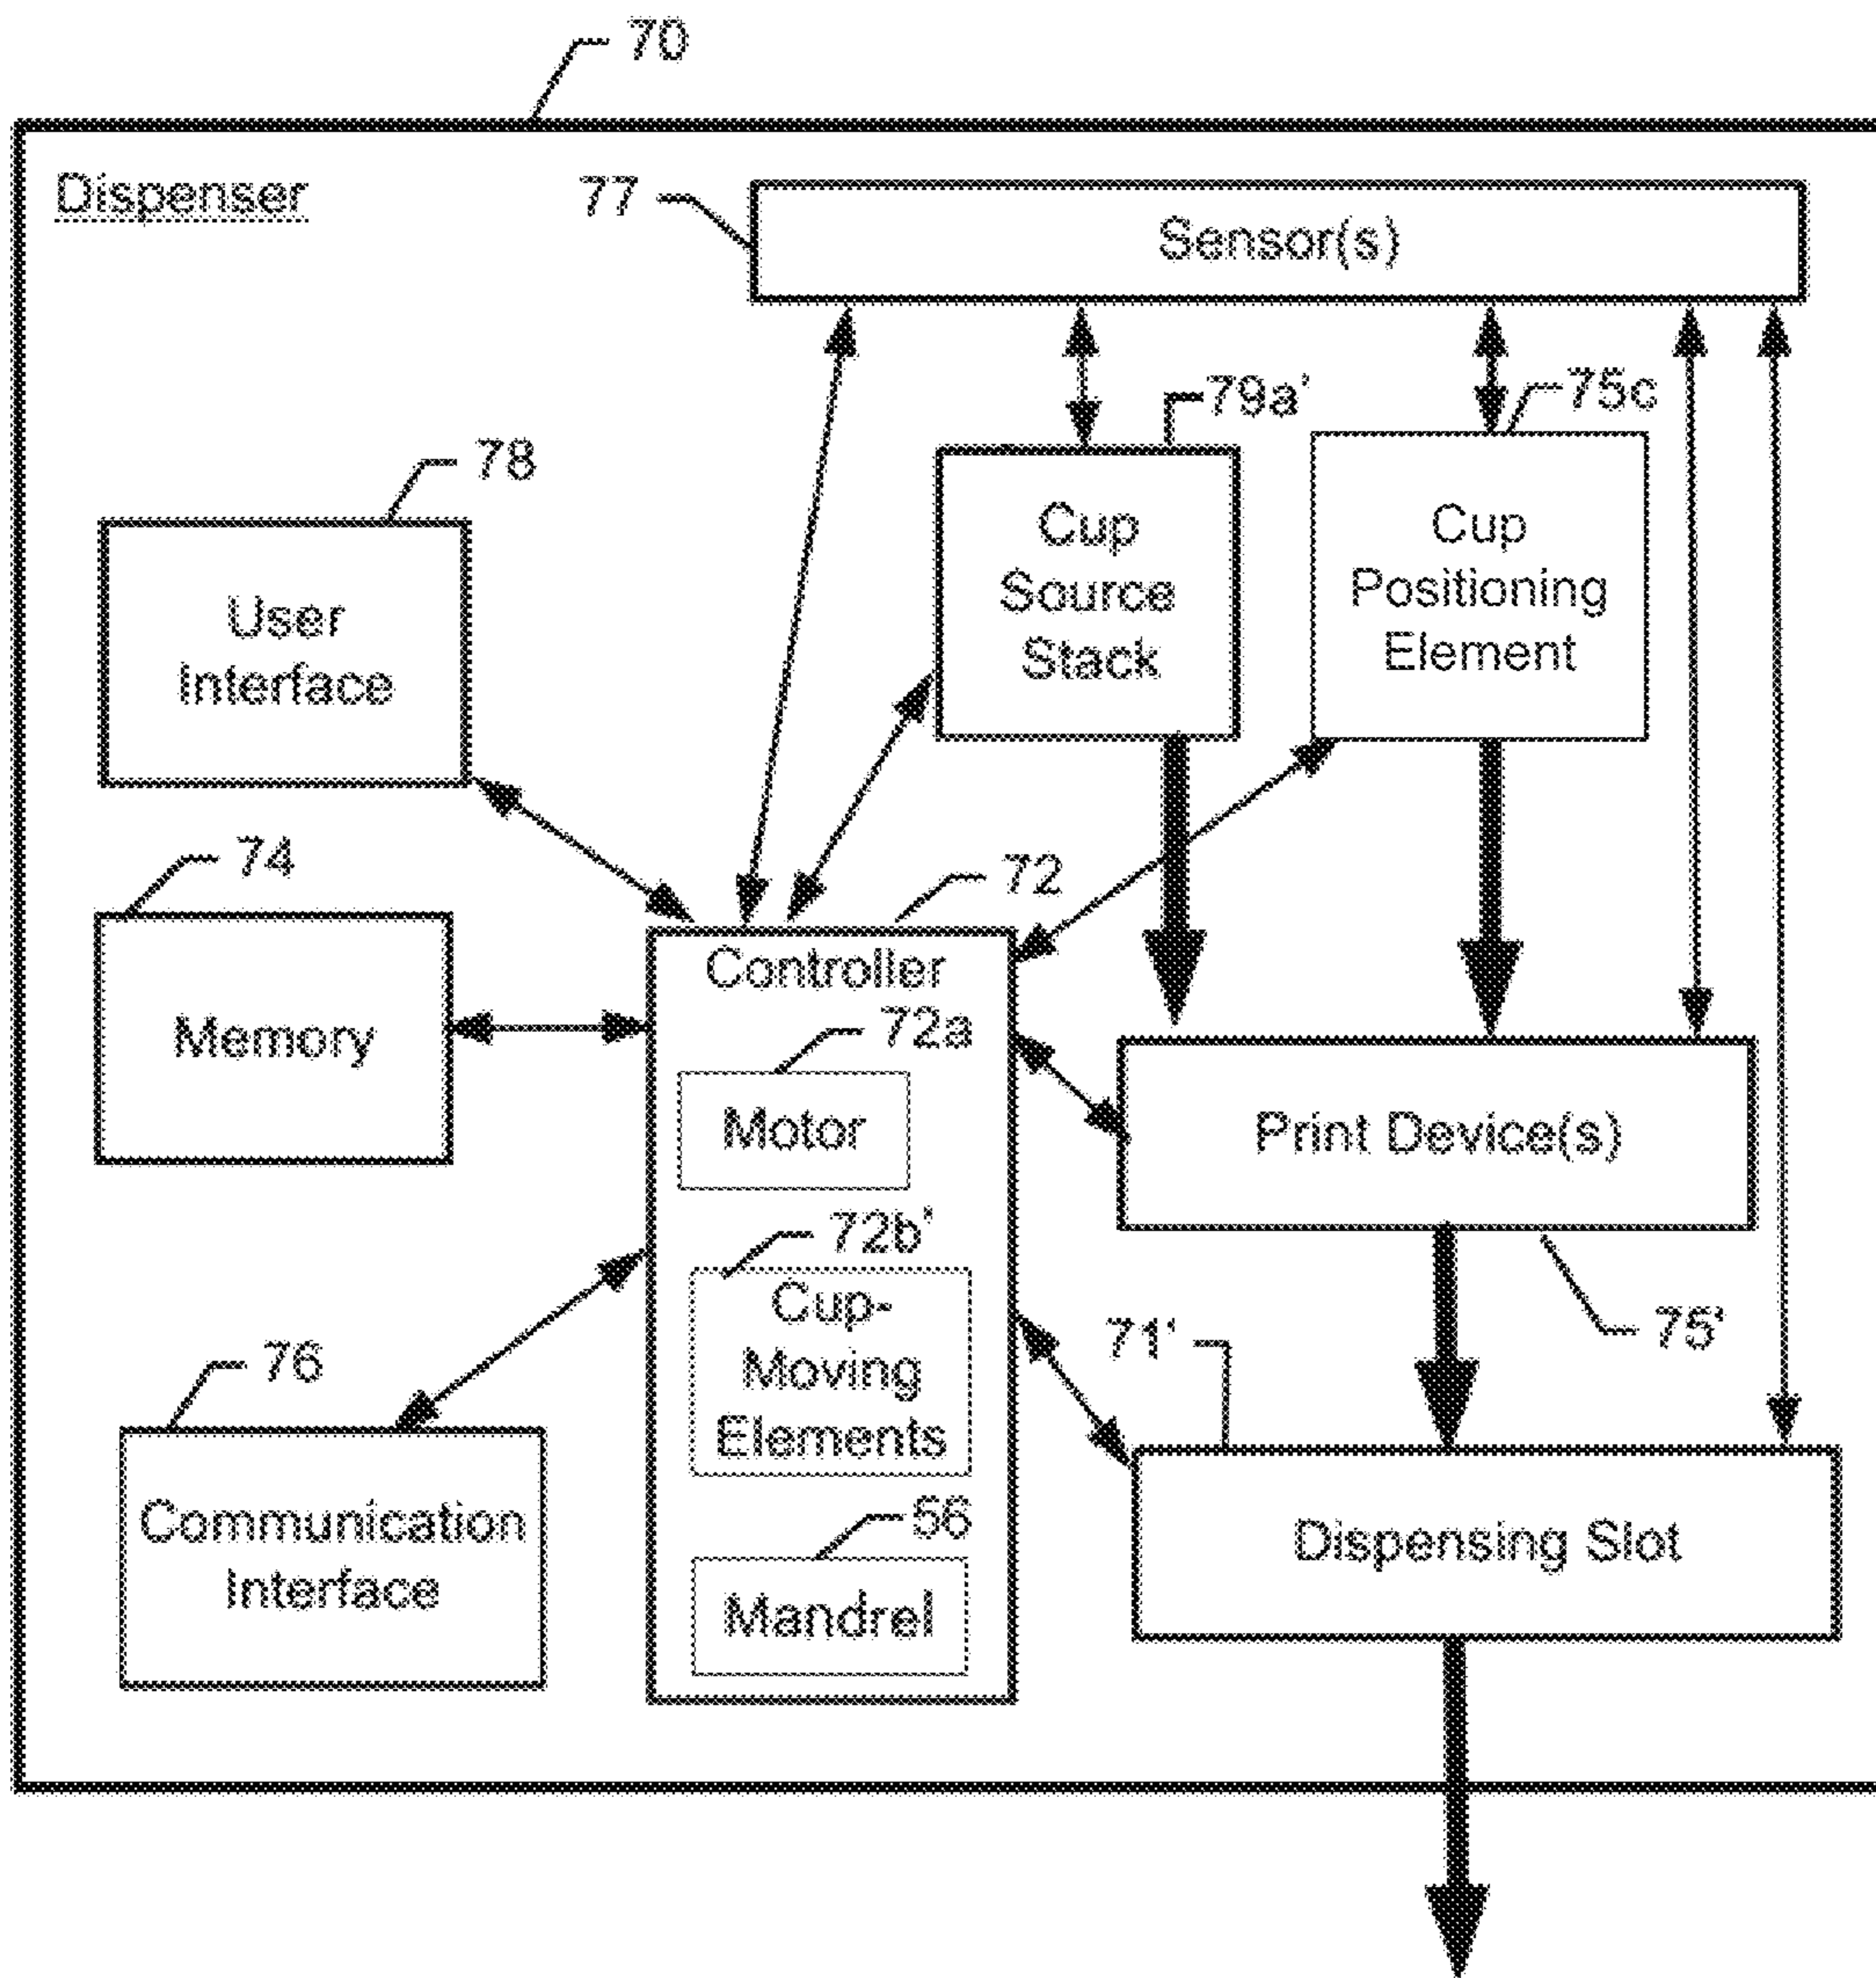 70
Dispenser
77
Sensor(s)
79a'
75c
78
Cup
Source
Stack
Cup
Positioning
Element
User
Interface
74
72
Memory
Controller
72a
Motor
Print Device(s)
72b'
Cup-
Moving
Elements
75'
71'
76
Communication
Interface
56
Mandrel
Dispensing Slot